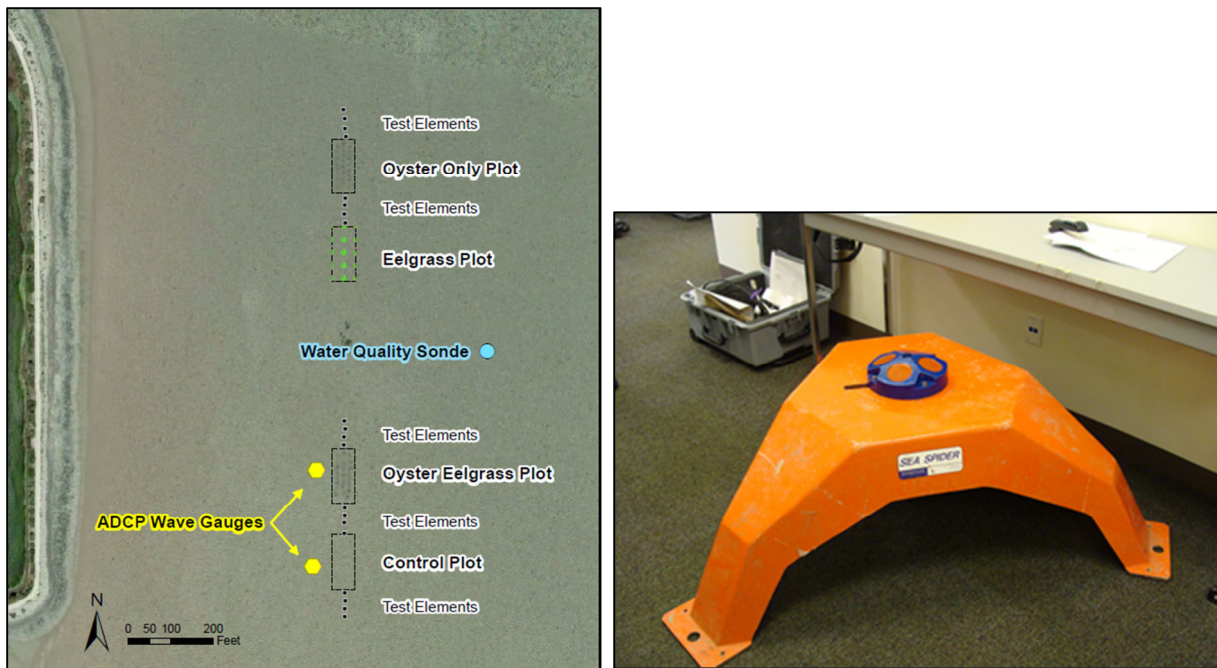 Test Elements
Oyster Only Plot
Test Elements
Eelgrass Plot
Water Quality Sonde
Test Elements
Oyster Eelgrass Plot
ADCP Wave Gauges
Test Elements
Control Plot
Test Elements
N
0 50 100 200
Feet
SEA SPIDER